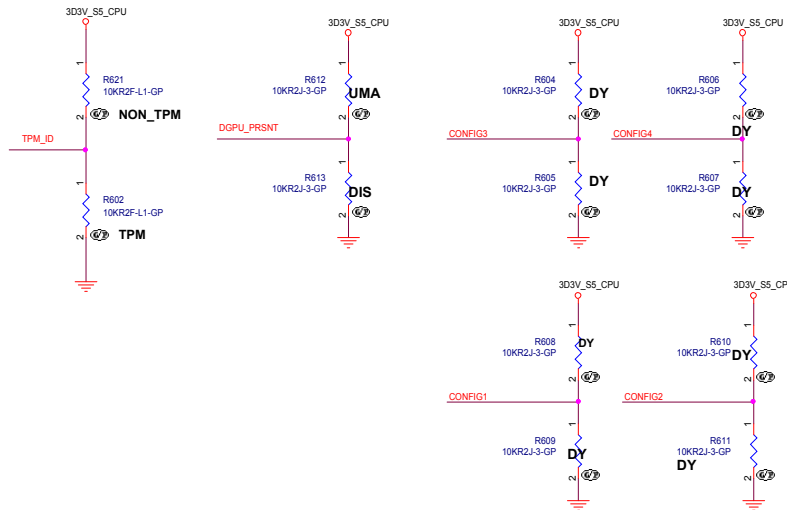 3D3V_S5_CPU
1
R621
10KR2F-L1-GP
2
G/P
NON_TPM
TPM_ID
1
R602
10KR2F-L1-GP
2
G/P
TPM
3D3V_S5_CPU
1
R612
10KR2J-3-GP
UMA
2
G/P
DGPU_PRSNT
1
R613
10KR2J-3-GP
DIS
2
G/P
3D3V_S5_CPU
1
R604
10KR2J-3-GP
DY
2
G/P
CONFIG3
1
R605
10KR2J-3-GP
DY
2
G/P
3D3V_S5_CPU
1
R606
10KR2J-3-GP
2
G/P
DY
CONFIG4
1
R607
10KR2J-3-GP
DY
2
G/P
3D3V_S5_CPU
1
R608
10KR2J-3-GP
DY
2
G/P
CONFIG1
1
R609
10KR2J-3-GP
DY
2
G/P
3D3V_S5_CP
1
R610
10KR2J-3-GP
DY
2
G/P
CONFIG2
1
R611
10KR2J-3-GP
DY
2
G/P